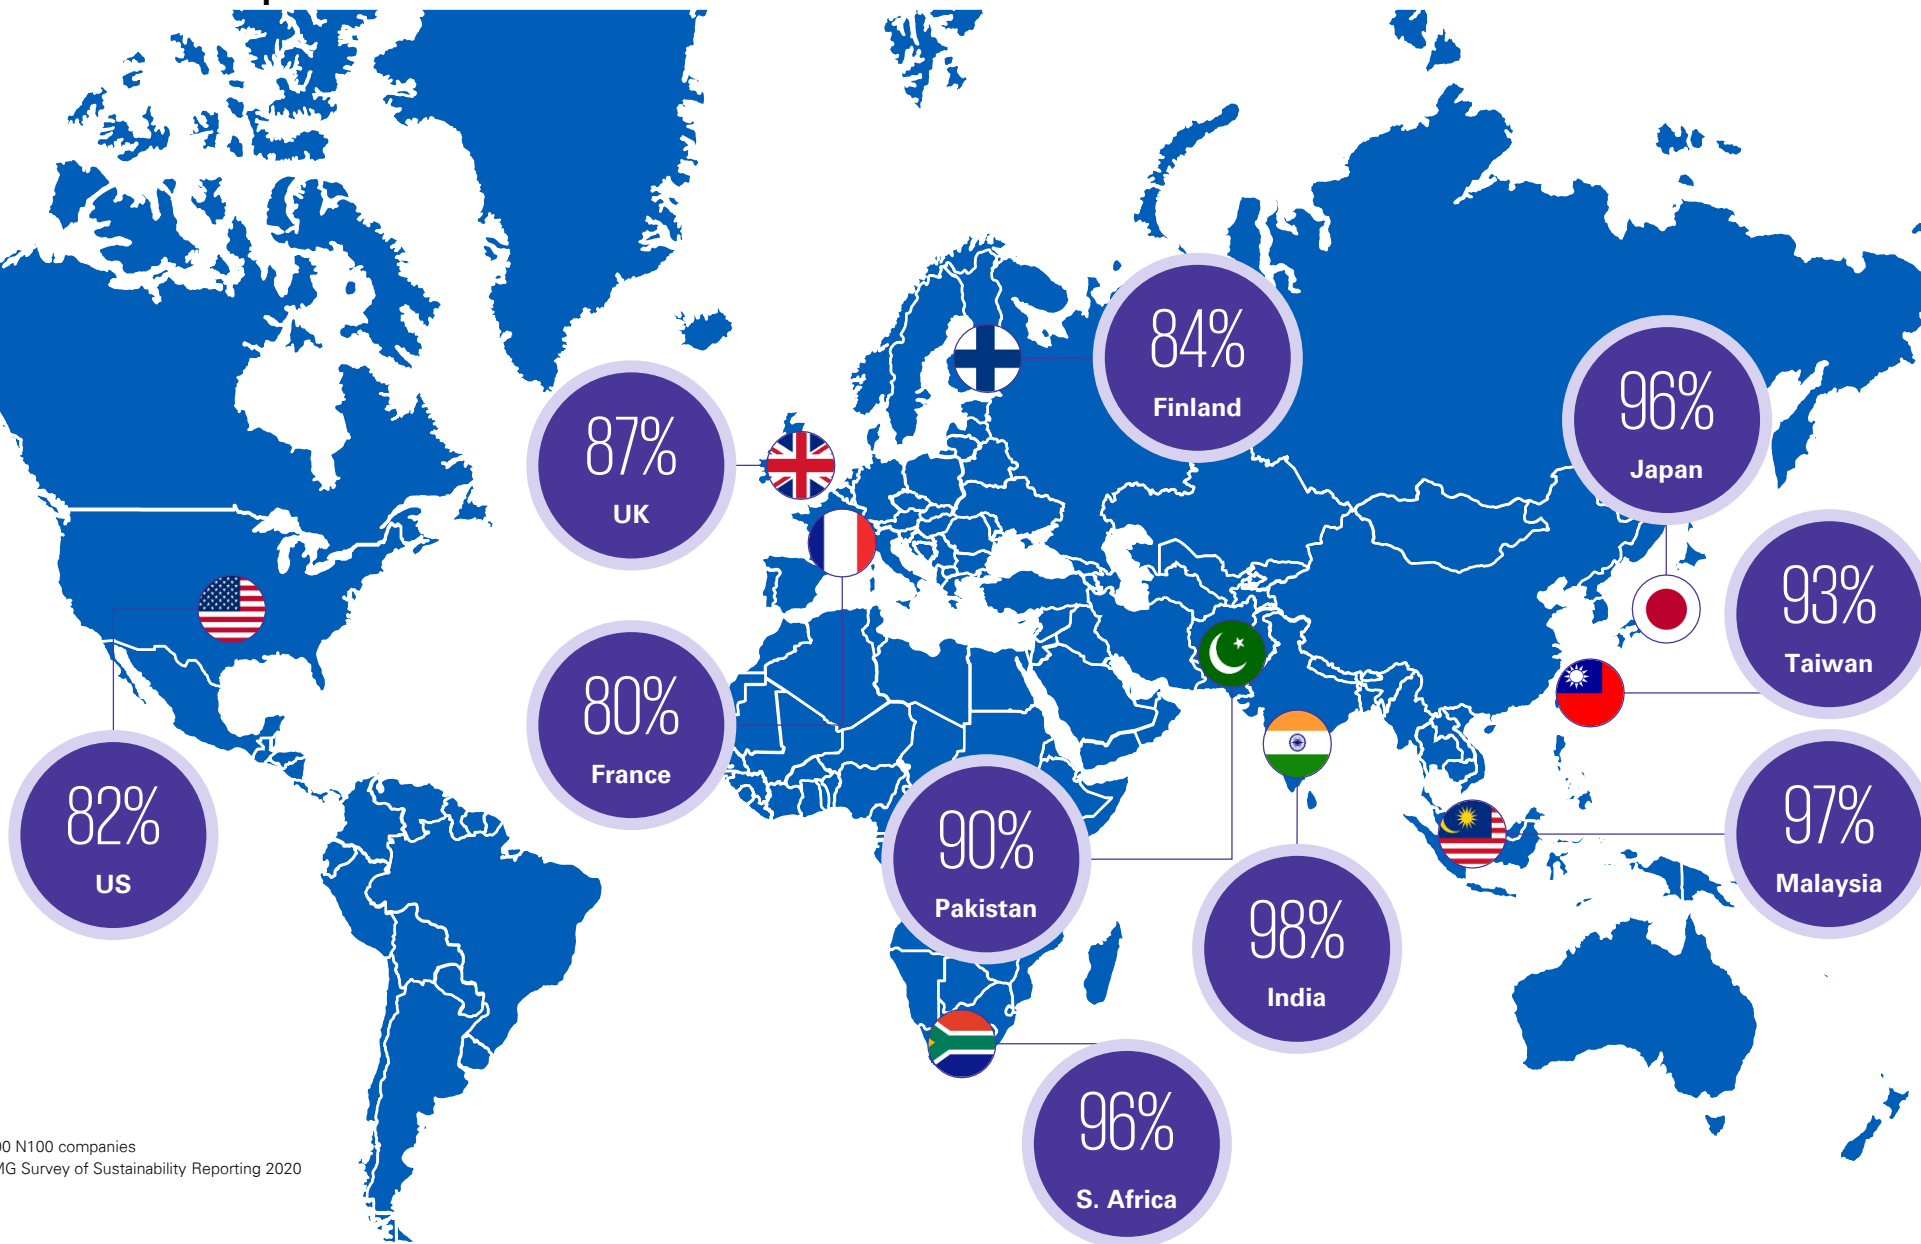 84%
Finland
96%
Japan
87%
UK
93%
Taiwan
80%
France
82%
US
90%
Pakistan
97%
Malaysia
98%
India
96%
S. Africa
N100 companies
Survey of Sustainability Reporting 2020